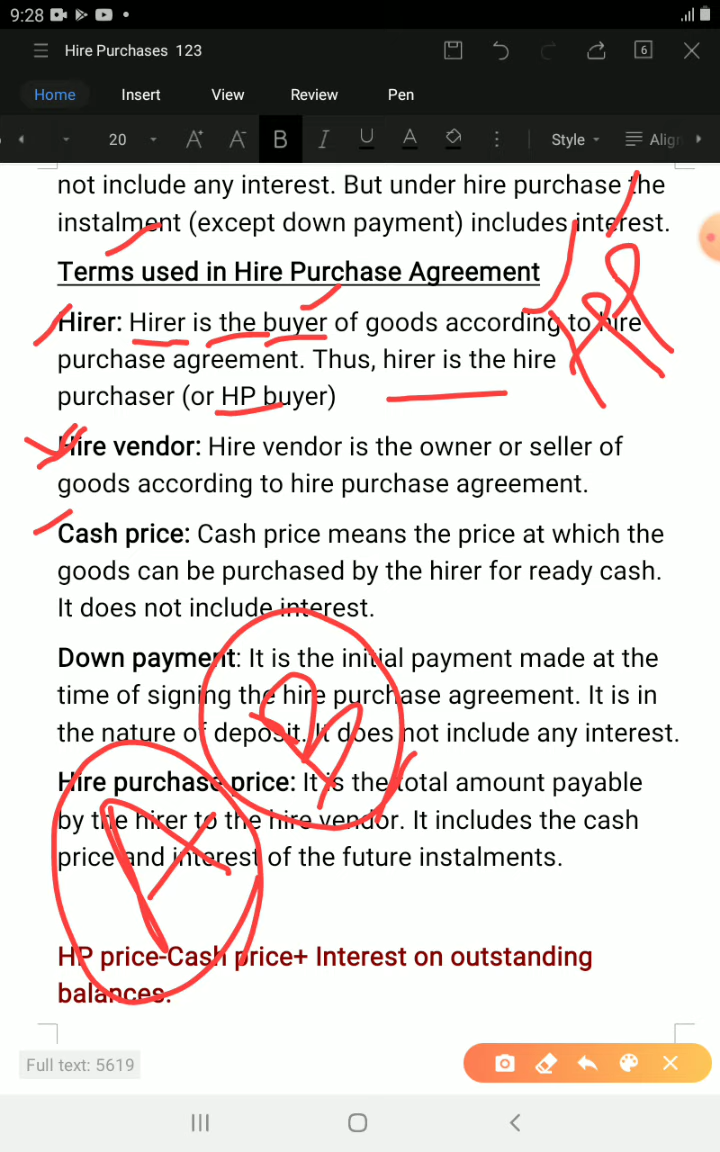 9:28
Hire Purchases 123
6
Home Insert View Review Pen
20 A+ A- B I U A Style Align
not include any interest. But under hire purchase the
instalment (except down payment) includes interest.
Terms used in Hire Purchase Agreement
Hirer: Hirer is the buyer of goods according to hire
purchase agreement. Thus, hirer is the hire
purchaser (or HP buyer)
Hire vendor: Hire vendor is the owner or seller of
goods according to hire purchase agreement.
Cash price: Cash price means the price at which the
goods can be purchased by the hirer for ready cash.
It does not include interest.
Down payment: It is the initial payment made at the
time of signing the hire purchase agreement. It is in
the nature of deposit. It does not include any interest.
Hire purchase price: It is the total amount payable
by the hirer to the hire vendor. It includes the cash
price and interest of the future instalments.
B
A
HP price-Cash price+ Interest on outstanding
balances.
Full text: 5619